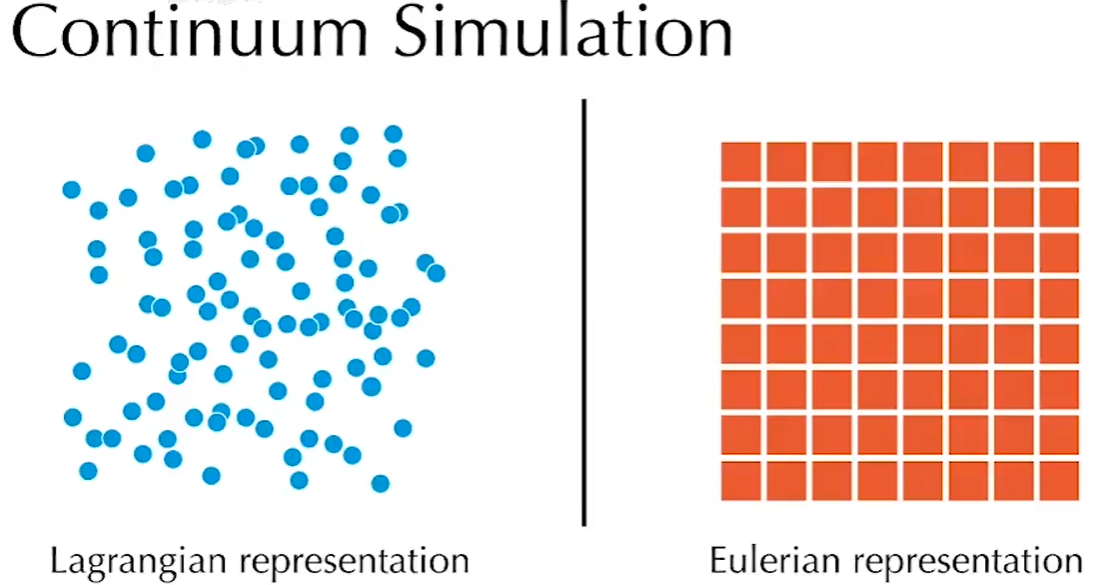 Continuum Simulation
Lagrangian representation
Eulerian representation